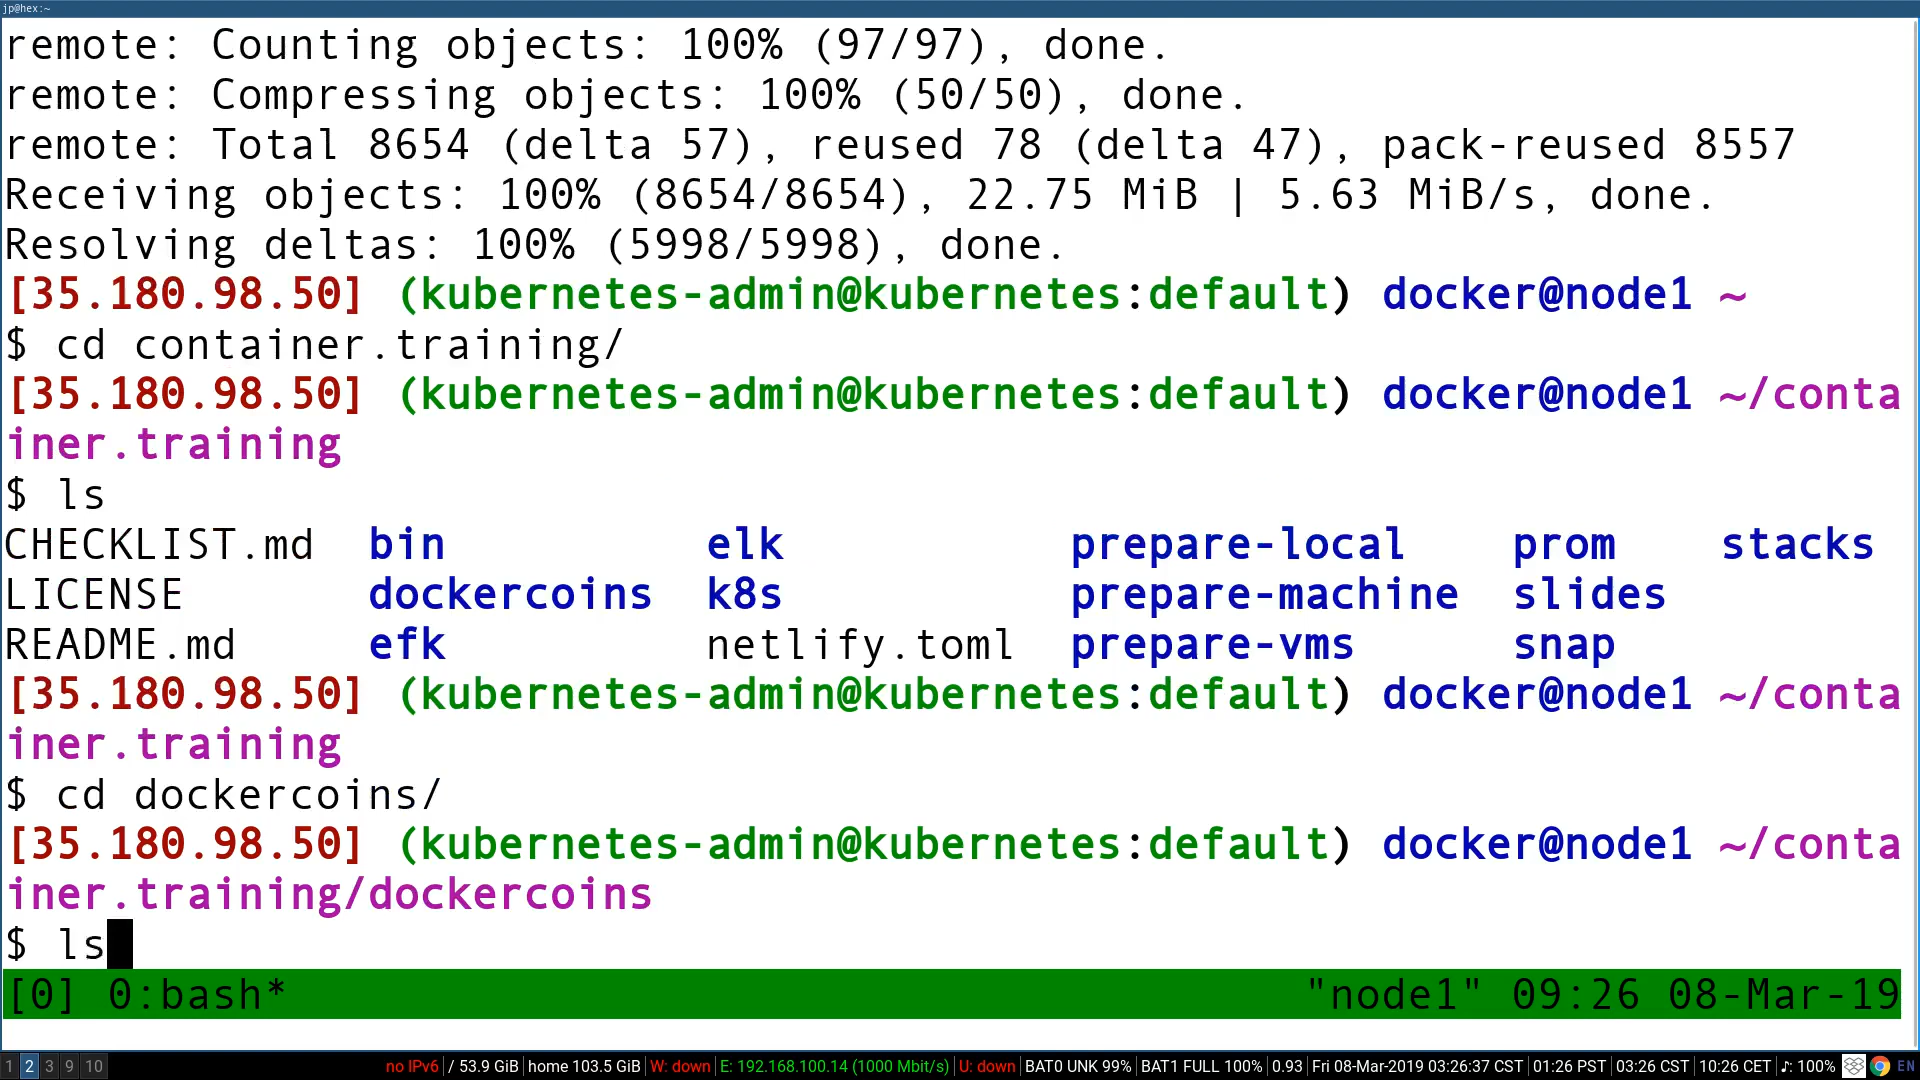 jp@hex:~
remote: Counting objects: 100% (97/97), done.
remote: Compressing objects: 100% (50/50), done.
remote: Total 8654 (delta 57), reused 78 (delta 47), pack-reused 8557
Receiving objects: 100% (8654/8654), 22.75 MiB | 5.63 MiB/s, done.
Resolving deltas: 100% (5998/5998), done.
[35.180.98.50] (kubernetes-admin@kubernetes:default) docker@node1 ~
$ cd container.training/
[35.180.98.50] (kubernetes-admin@kubernetes:default) docker@node1 ~/conta
iner.training
$ ls
CHECKLIST.md  bin          elk           prepare-local    prom    stacks
LICENSE       dockercoins  k8s           prepare-machine  slides
README.md     efk          netlify.toml  prepare-vms      snap
[35.180.98.50] (kubernetes-admin@kubernetes:default) docker@node1 ~/conta
iner.training
$ cd dockercoins/
[35.180.98.50] (kubernetes-admin@kubernetes:default) docker@node1 ~/conta
iner.training/dockercoins
$ ls
[0] 0:bash* "node1" 09:26 08-Mar-19
1 2 3 9 10 no IPv6 | / 53.9 GiB | home 103.5 GiB | W: down | E: 192.168.100.14 (1000 Mbit/s) | U: down | BAT0 UNK 99% | BAT1 FULL 100% | 0.93 | Fri 08-Mar-2019 03:26:37 CST | 01:26 PST | 03:26 CST | 10:26 CET | ♪: 100% EN